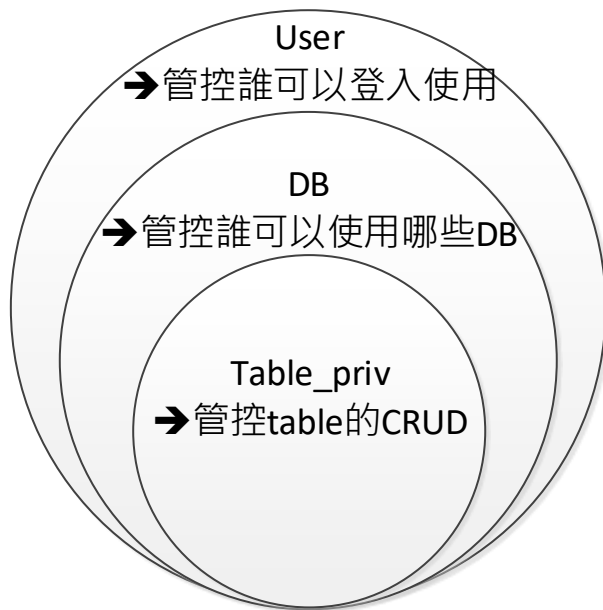 User
➔管控誰可以登入使用
DB
➔管控誰可以使用哪些DB
Table_priv
➔管控table的CRUD